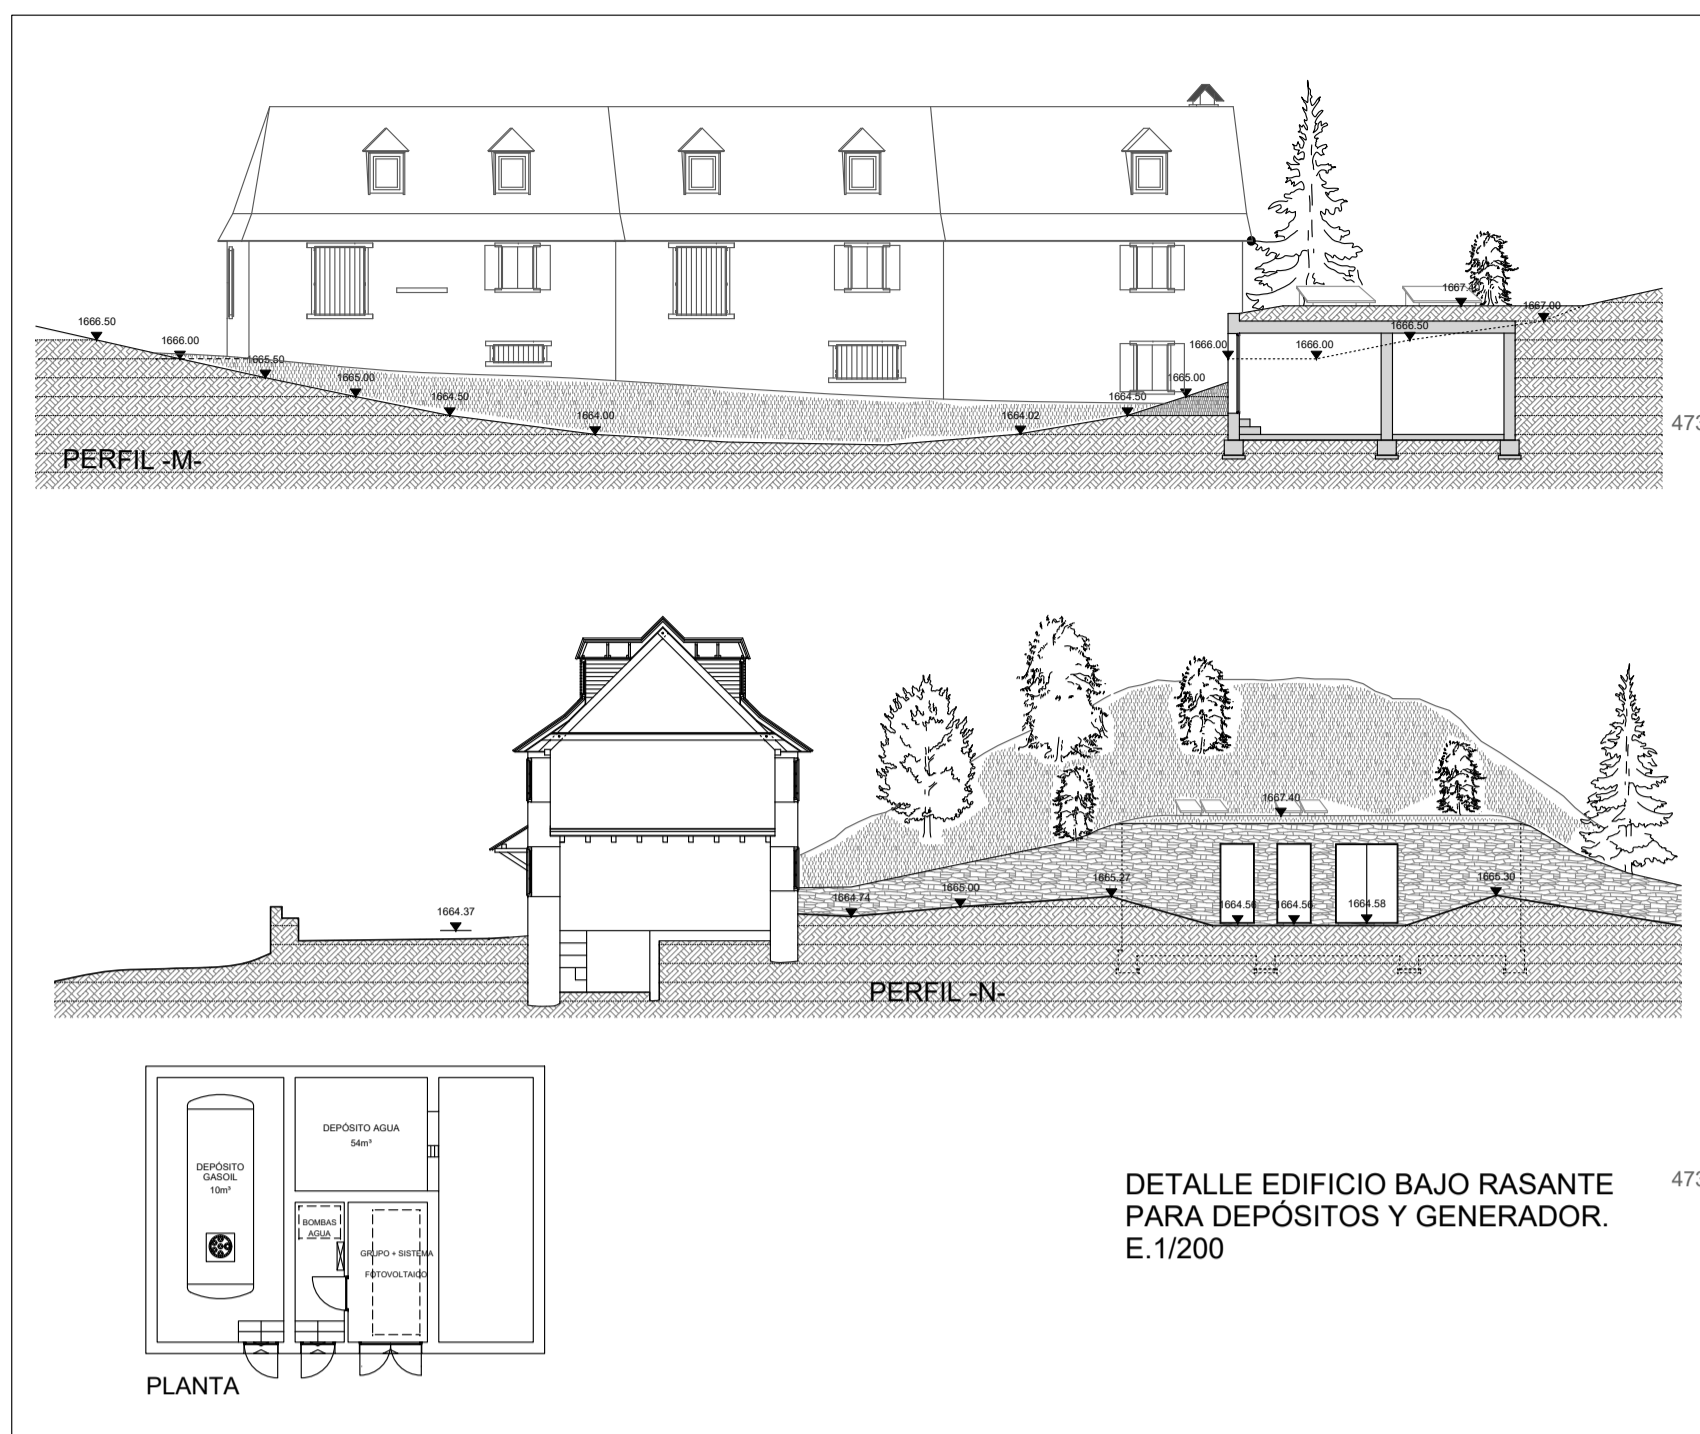 1667.40
1667.00
1666.50
1666.50
1666.00
1666.00
1666.00
1665.50
1665.00
1665.00
1664.50
1664.50
1664.00
1664.02
473
PERFIL -M-
1667.40
1665.27
1665.30
1665.00
1664.74
1664.56
1664.56
1664.58
1664.37
PERFIL -N-
DEPÓSITO AGUA
54m³
DEPÓSITO
GASOIL
10m³
BOMBAS
AGUA
GRUPO + SISTEMA
FOTOVOLTAICO
PLANTA
DETALLE EDIFICIO BAJO RASANTE
PARA DEPÓSITOS Y GENERADOR.
E.1/200
473